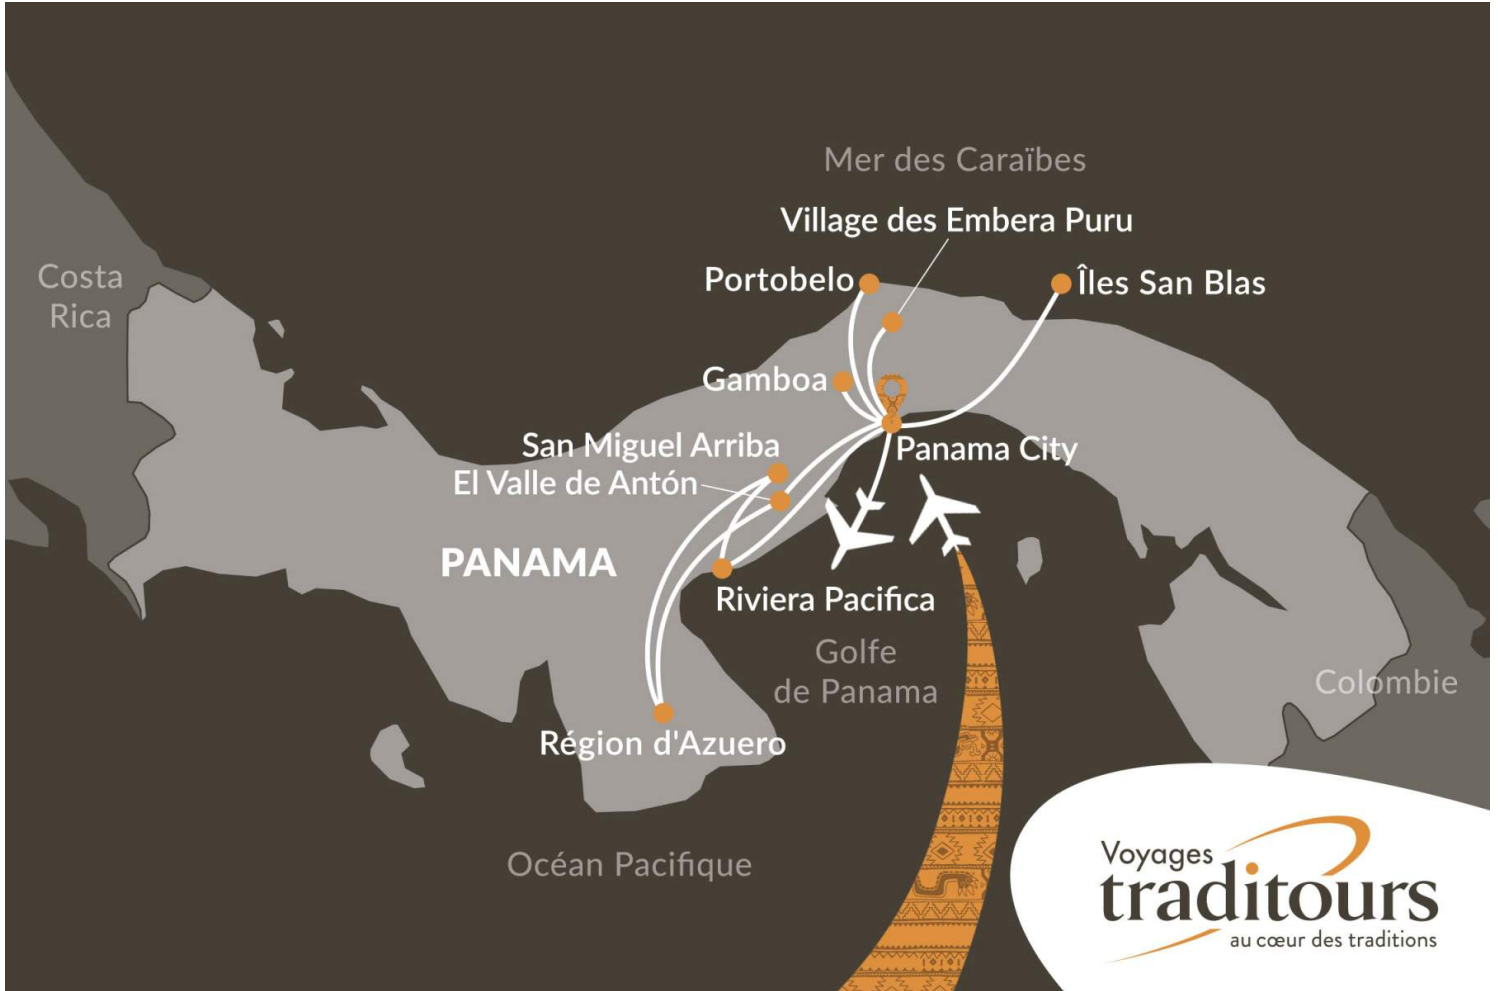 Mer des Caraïbes
Village des Embera Puru
Costa
Rica
Portobelo
Îles San Blas
Gamboa
San Miguel Arriba
Panama City
El Valle de Antón
PANAMA
Riviera Pacifica
Golfe
de Panama
Colombie
Région d'Azuero
Océan Pacifique
Voyages
traditours
au cœur des traditions